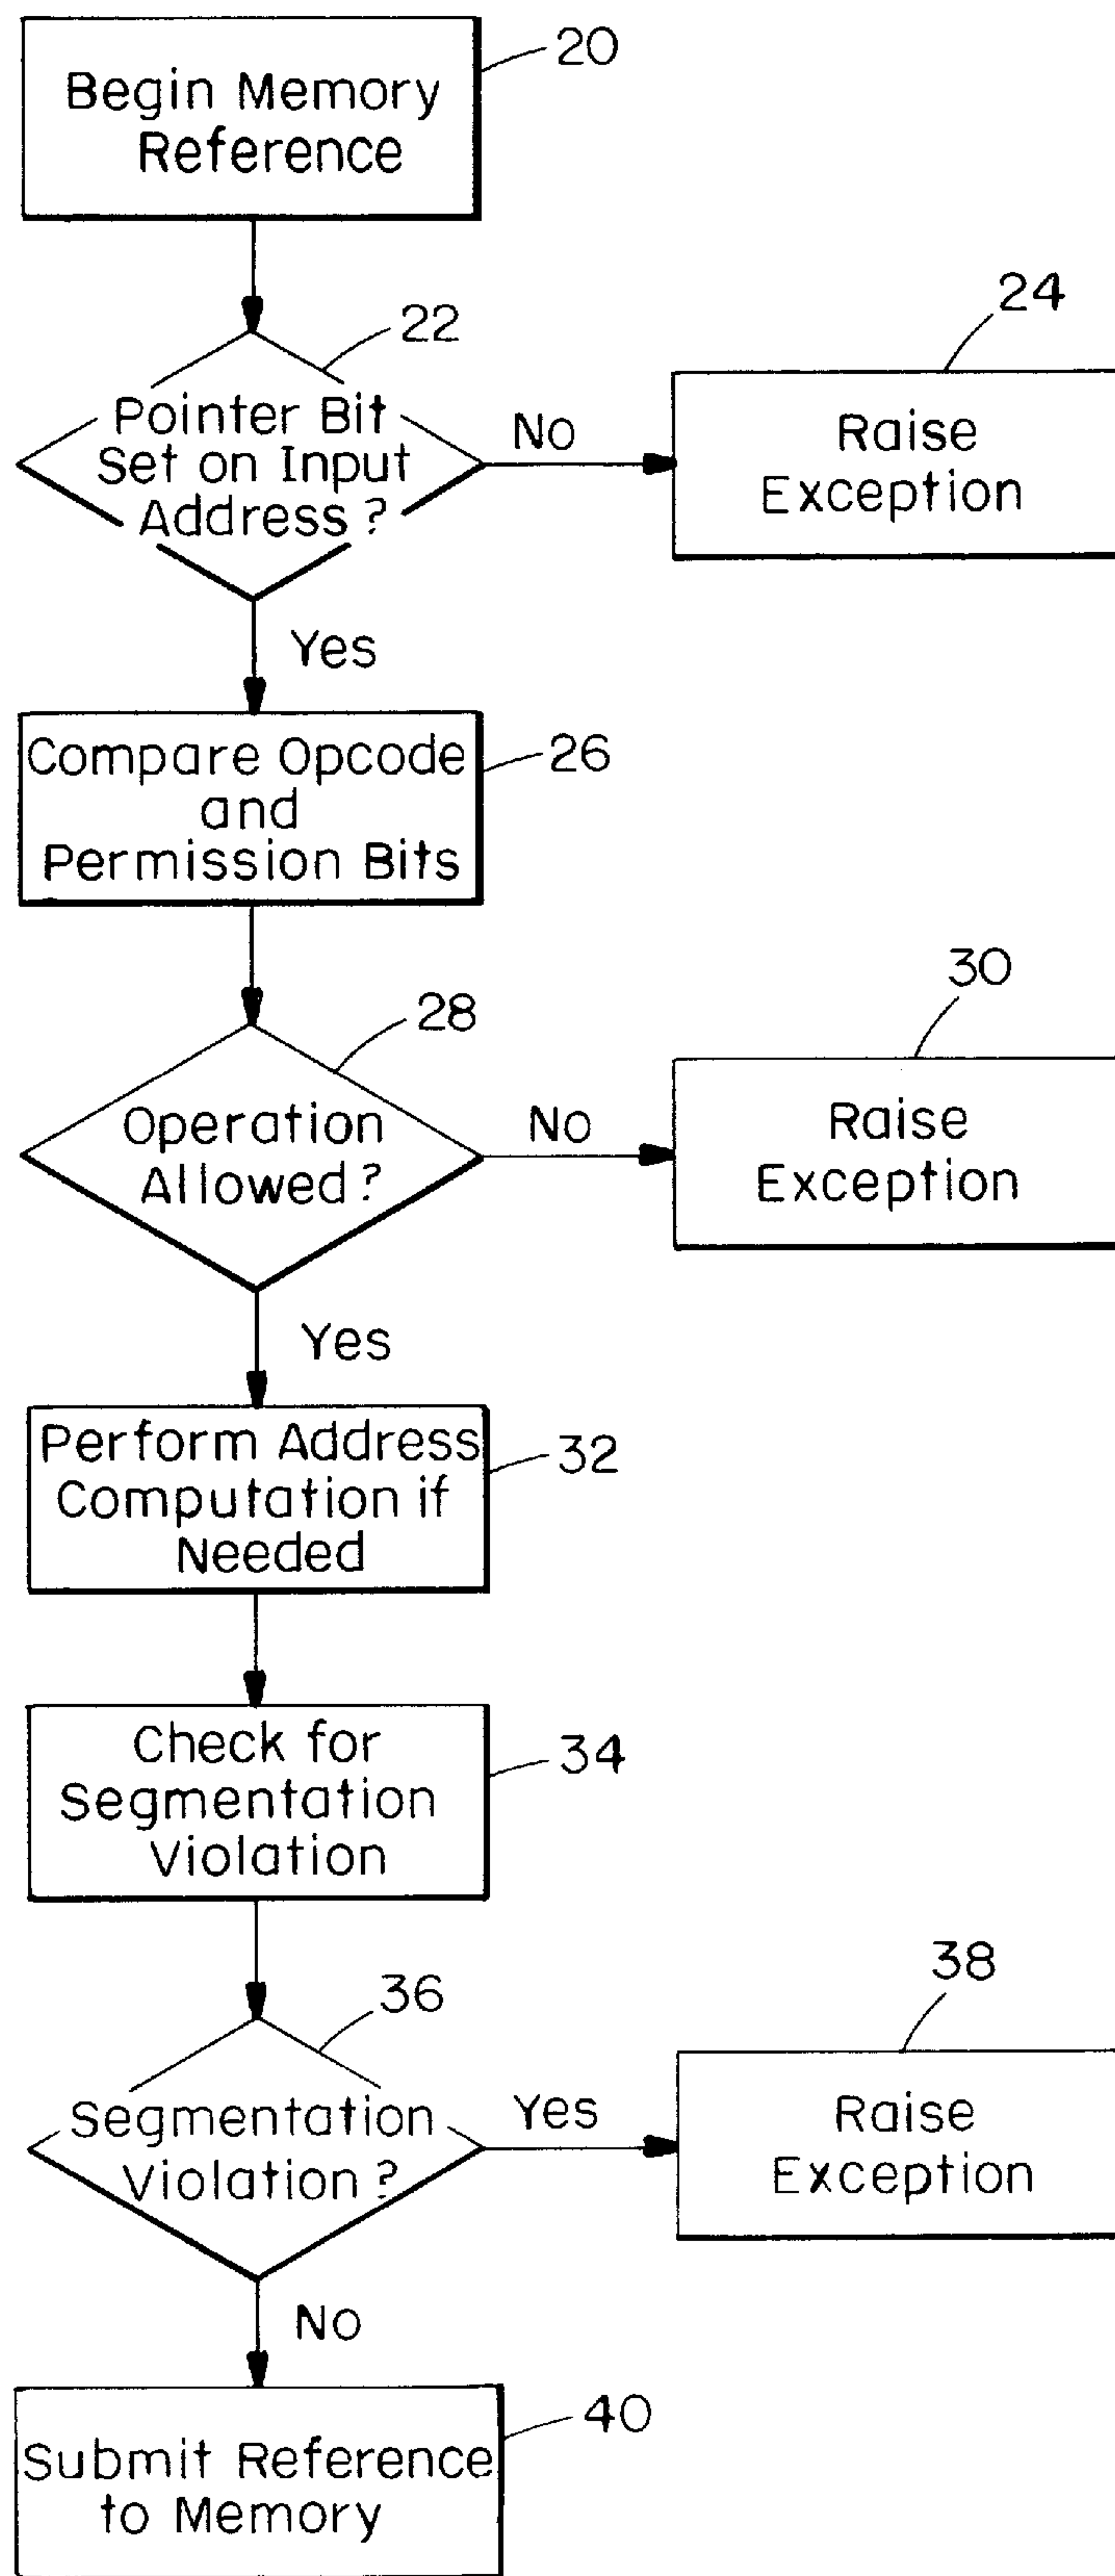 Begin Memory
Reference
20
22
Pointer Bit
Set on Input
Address?
No
24
Raise
Exception
Yes
Compare Opcode
and
Permission Bits
26
28
Operation
Allowed?
No
30
Raise
Exception
Yes
Perform Address
Computation if
Needed
32
Check for
Segmentation
Violation
34
36
Segmentation
Violation?
Yes
38
Raise
Exception
No
Submit Reference
to Memory
40